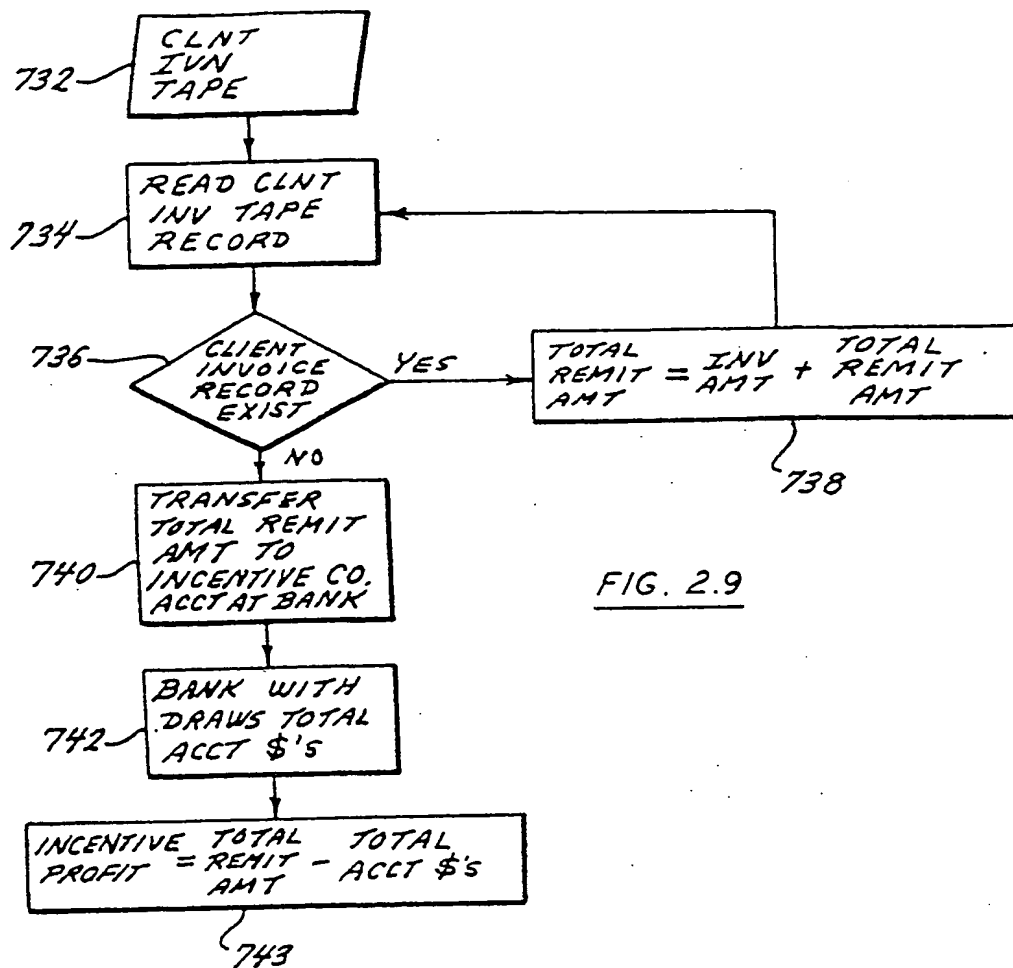 CLNT
IVN
TAPE
732
READ CLNT
INV TAPE
RECORD
734
CLIENT
INVOICE
RECORD
EXIST
736
YES
TOTAL
REMIT
AMT
=
INV
AMT
+
TOTAL
REMIT
AMT
738
NO
TRANSFER
TOTAL REMIT
AMT TO
INCENTIVE CO.
ACCT AT BANK
740
FIG. 2.9
BANK WITH
DRAWS TOTAL
ACCT $'S
742
INCENTIVE
PROFIT
=
TOTAL
REMIT
AMT
-
TOTAL
ACCT $'S
743